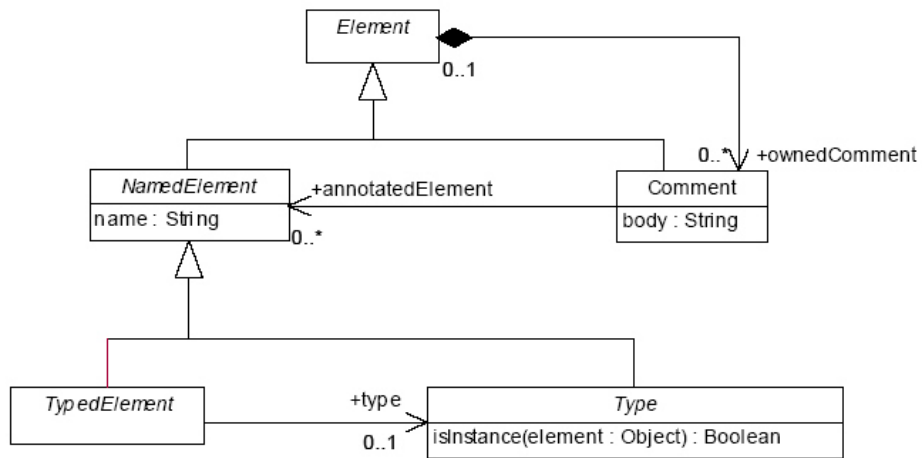 Element
0..1
0..*
+ownedComment
NamedElement
name : String
+annotatedElement
0..*
Comment
body : String
TypedElement
+type
0..1
Type
isInstance(element : Object) : Boolean